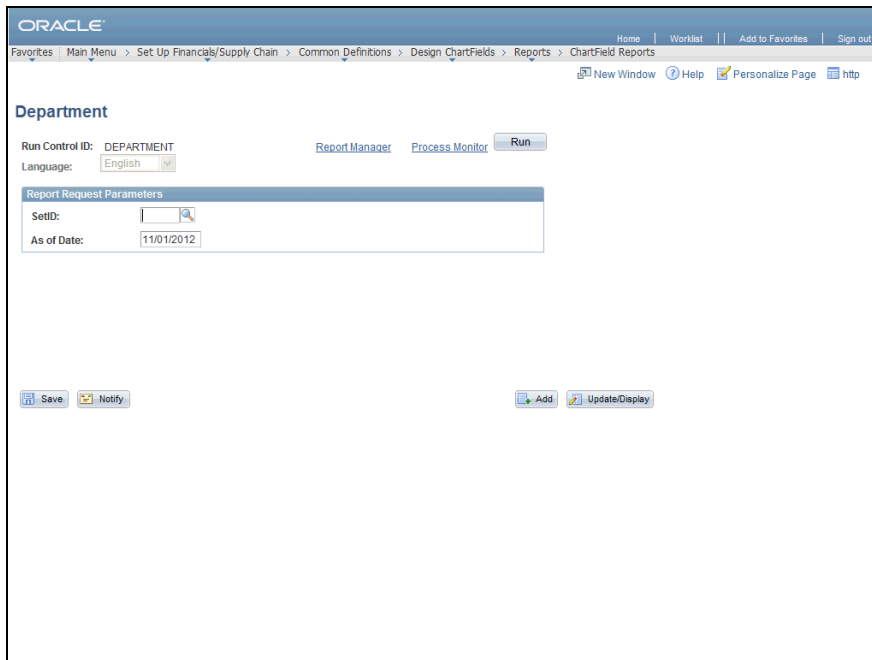 ORACLE
Home | Worklist || Add to Favorites | Sign out
Favorites Main Menu > Set Up Financials/Supply Chain > Common Definitions > Design ChartFields > Reports > ChartField Reports
New Window Help Personalize Page http
Department
Run Control ID: DEPARTMENT Report Manager Process Monitor Run
Language: English
Report Request Parameters
SetID:
As of Date: 11/01/2012
Save Notify Add Update/Display